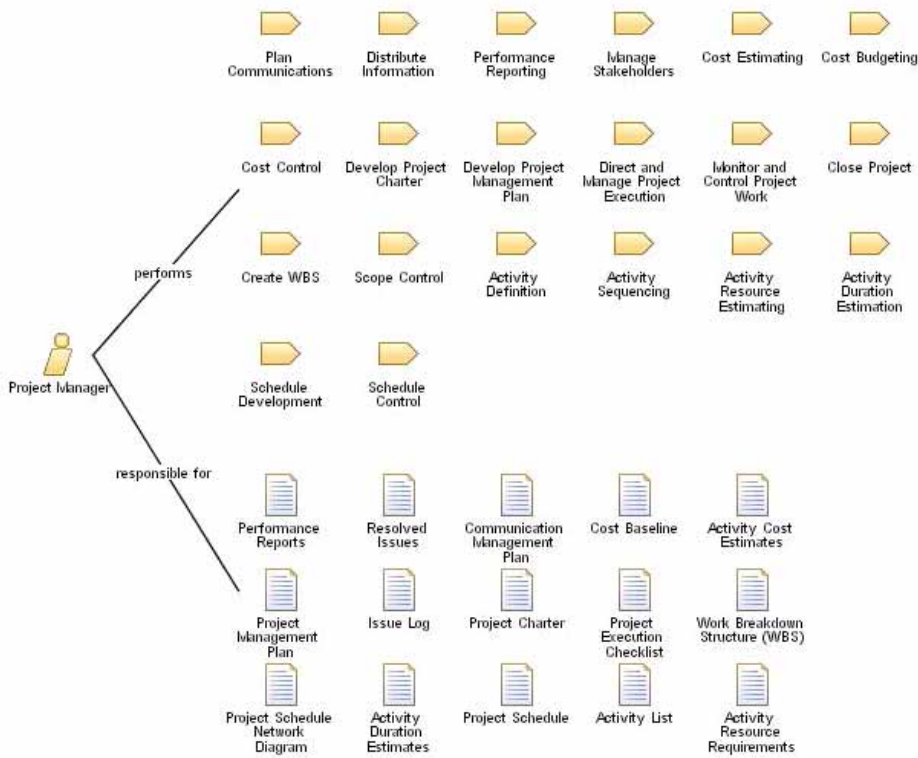 Plan
Communications
Distribute
Information
Performance
Reporting
Manage
Stakeholders
Cost Estimating
Cost Budgeting
Cost Control
Develop Project
Charter
Develop Project
Management
Plan
Direct and
Manage Project
Execution
Monitor and
Control Project
Work
Close Project
performs
Create WBS
Scope Control
Activity
Definition
Activity
Sequencing
Activity
Resource
Estimating
Activity
Duration
Estimation
Project Manager
Schedule
Development
Schedule
Control
responsible for
Performance
Reports
Resolved
Issues
Communication
Management
Plan
Cost Baseline
Activity Cost
Estimates
Project
Management
Plan
Issue Log
Project Charter
Project
Execution
Checklist
Work Breakdown
Structure (WBS)
Project Schedule
Network
Diagram
Activity
Duration
Estimates
Project Schedule
Activity List
Activity
Resource
Requirements